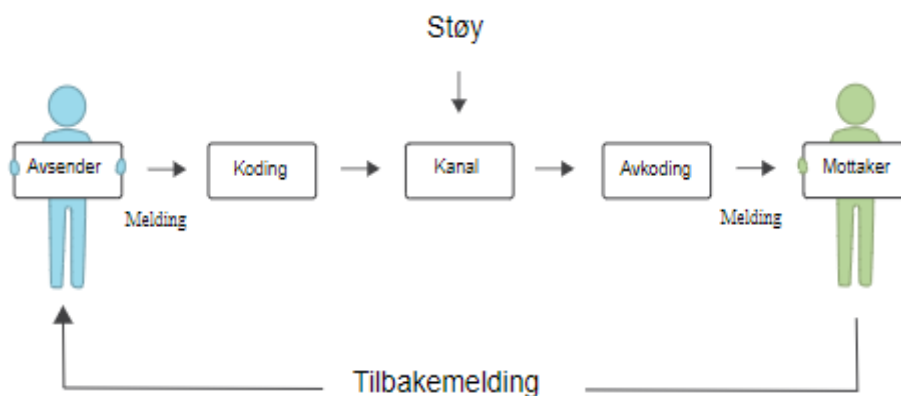 Støy
Avsender
Koding
Kanal
Avkoding
Mottaker
Melding
Melding
Tilbakemelding